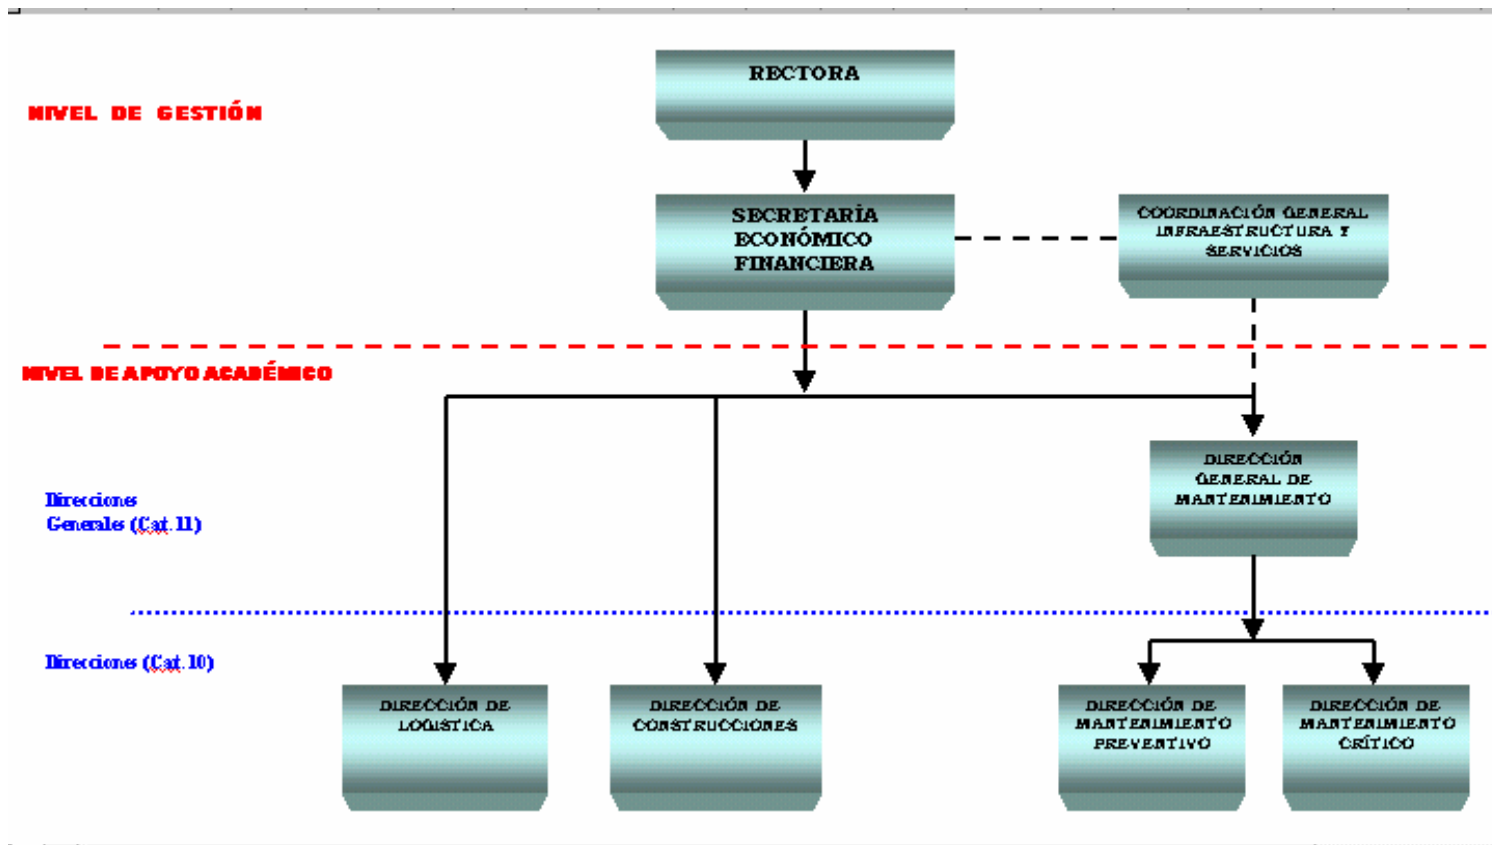 RECTORA
NIVEL DE GESTIÓN
SECRETARÍA
ECONÓMICO
FINANCIERA
COORDINACIÓN GENERAL
INFRAESTRUCTURA Y
SERVICIOS
NIVEL DE APOYO ACADÉMICO
DIRECCIÓN
GENERAL DE
MANTENIMIENTO
Direcciones
Generales (Cat. 11)
Direcciones (Cat. 10)
DIRECCIÓN DE
LOGISTICA
DIRECCIÓN DE
CONSTRUCCIONES
DIRECCIÓN DE
MANTENIMIENTO
PREVENTIVO
DIRECCIÓN DE
MANTENIMIENTO
CRÍTICO